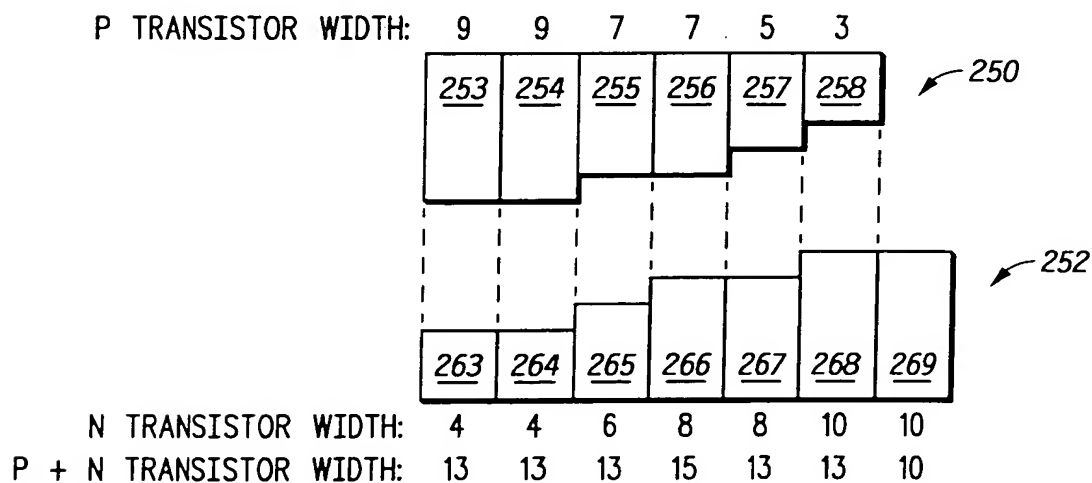 P TRANSISTOR WIDTH: 9 9 7 7 5 3
253 254 255 256 257 258
250
252
263 264 265 266 267 268 269
N TRANSISTOR WIDTH: 4 4 6 8 8 10 10
P + N TRANSISTOR WIDTH: 13 13 13 15 13 13 10